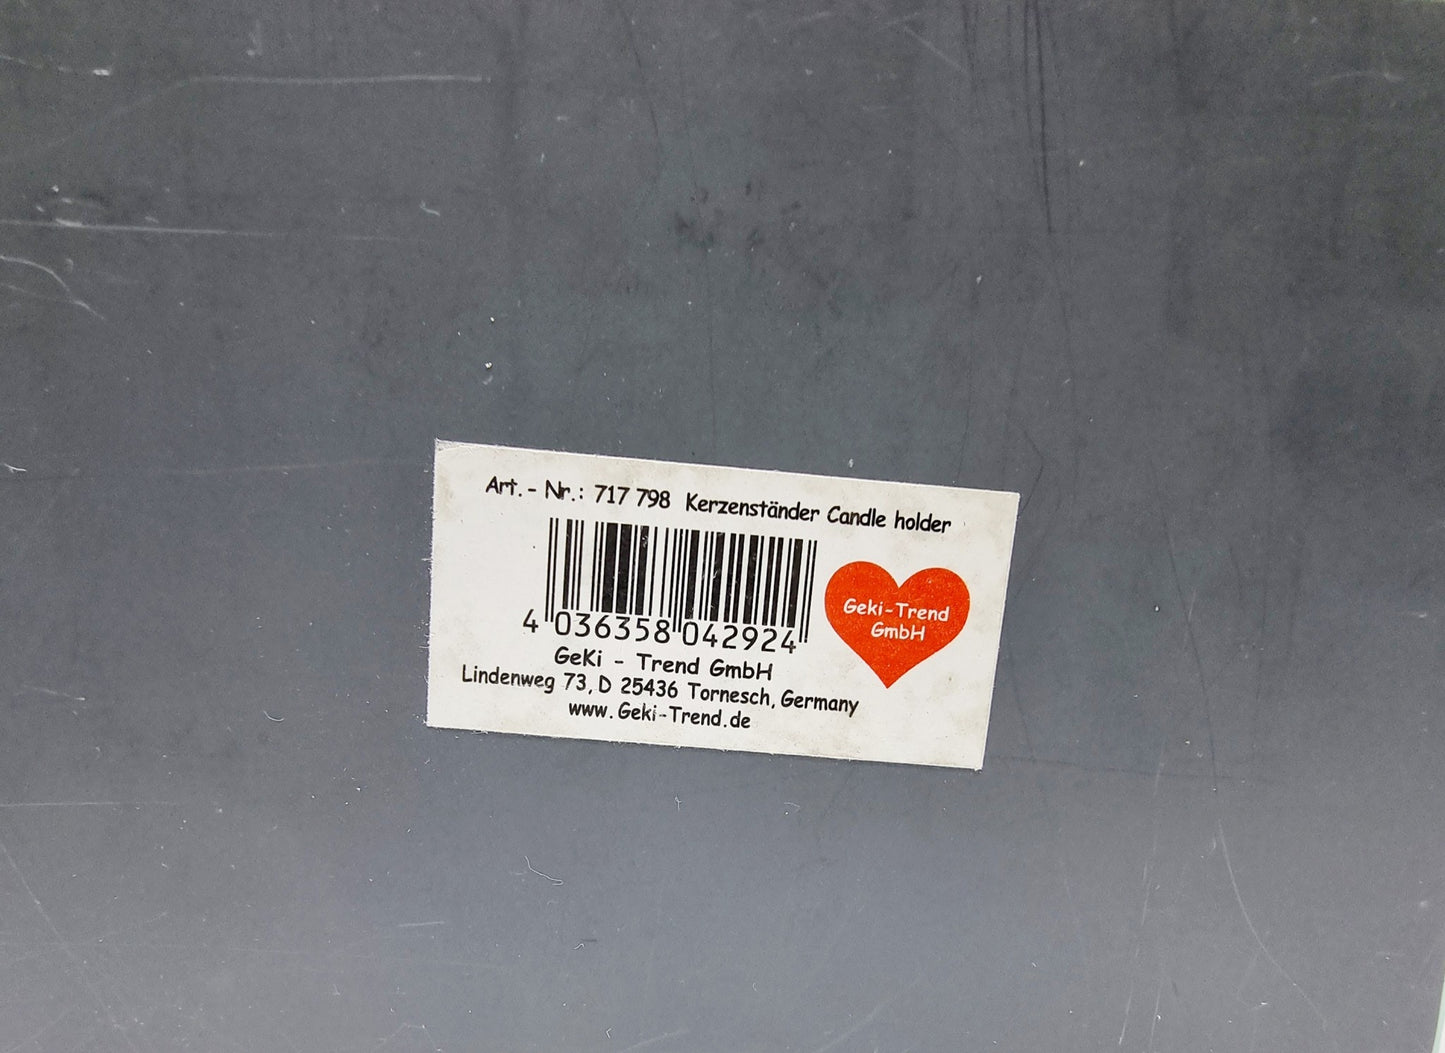 Art. - Nr.: 717 798 Kerzenständer Candle holder
4 036358 042924
Geki-Trend
GmbH
GeKi - Trend GmbH
Lindenweg 73, D 25436 Tornesch, Germany
www.Geki-Trend.de